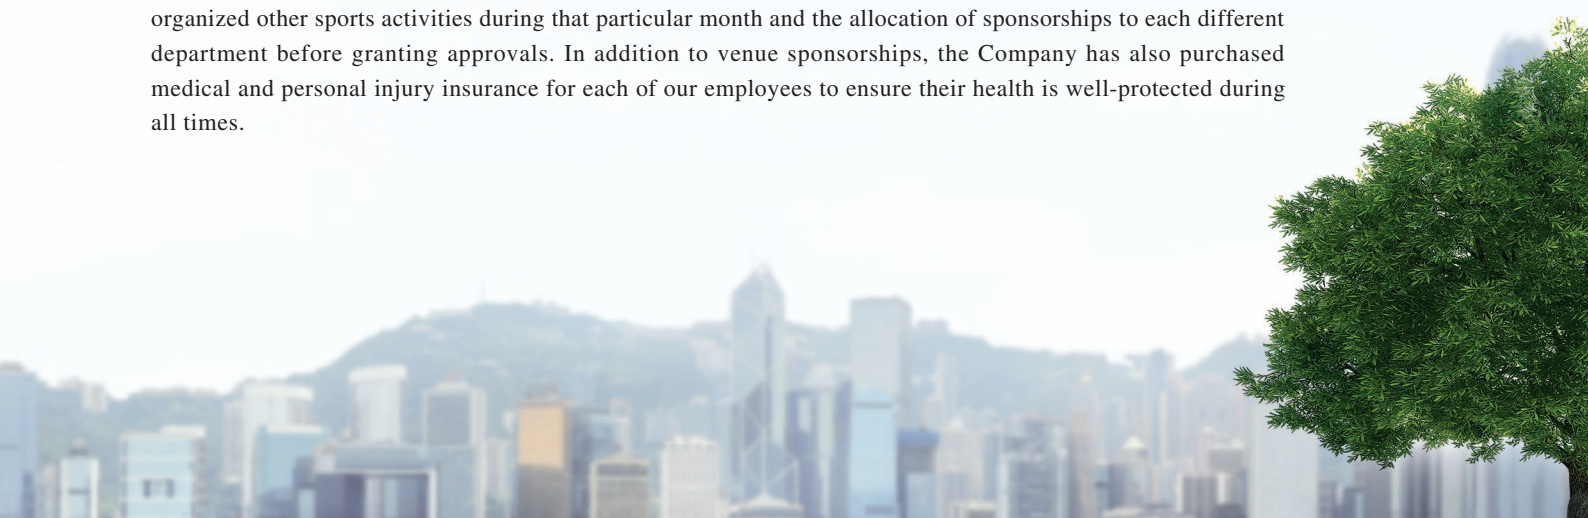 organized other sports activities during that particular month and the allocation of sponsorships to each different
department before granting approvals. In addition to venue sponsorships, the Company has also purchased
medical and personal injury insurance for each of our employees to ensure their health is well-protected during
all times.